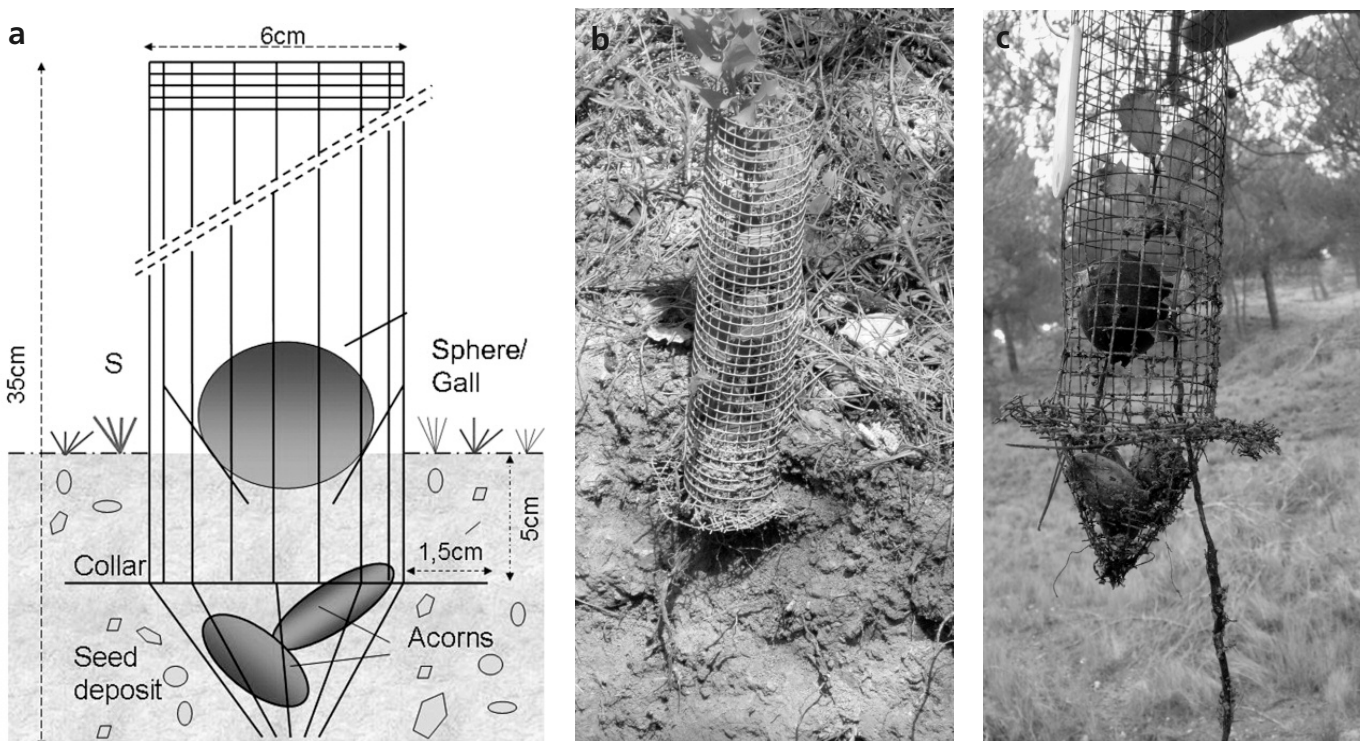 a
6cm
35cm
S
Sphere/
Gall
5cm
1,5cm
Collar
Acorns
Seed
deposit
b
c